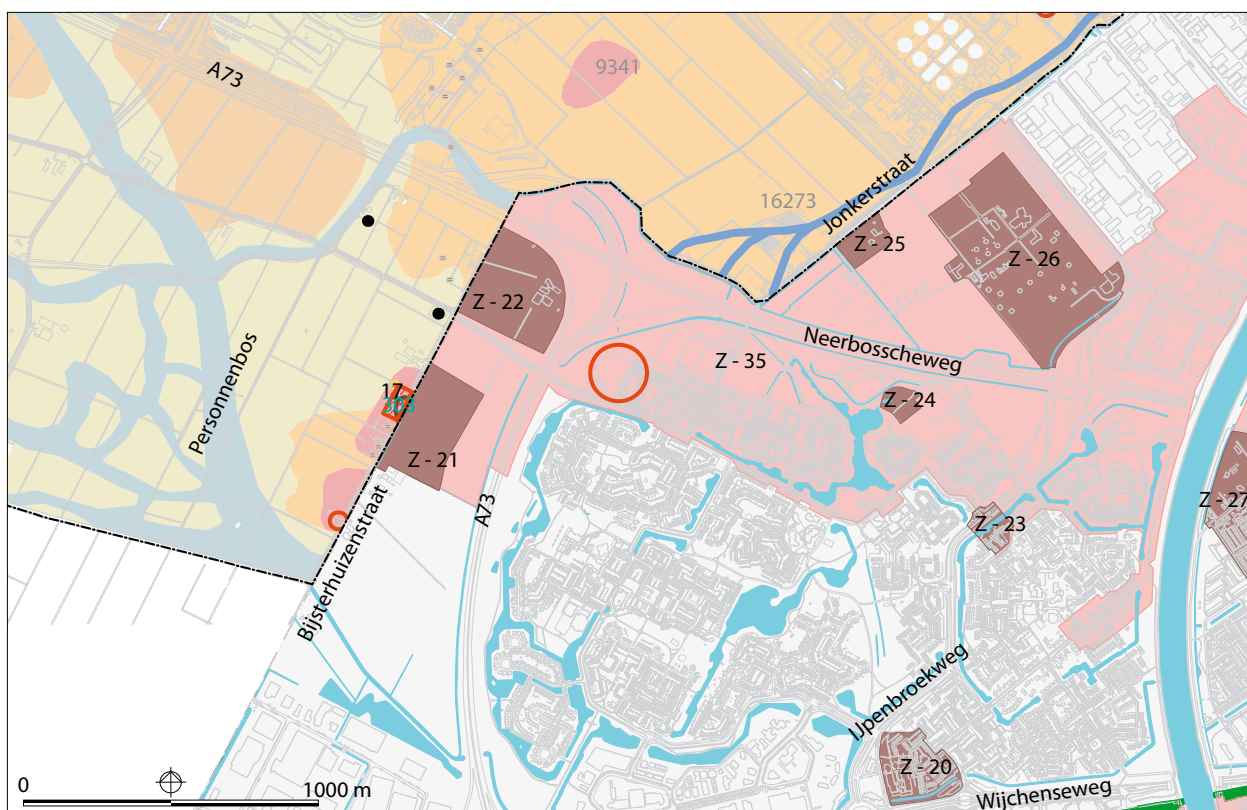 A73
9341
16273
Jonkerstraat
Z - 25
Z - 26
Z - 22
Neerbosscheweg
Z - 35
Personnenbos
17
303
Z - 24
Z - 21
A73
Z - 27
Z - 23
Bijsterhuizenstraat
IJpenbroekweg
Z - 20
0
1000 m
Wijchenseweg